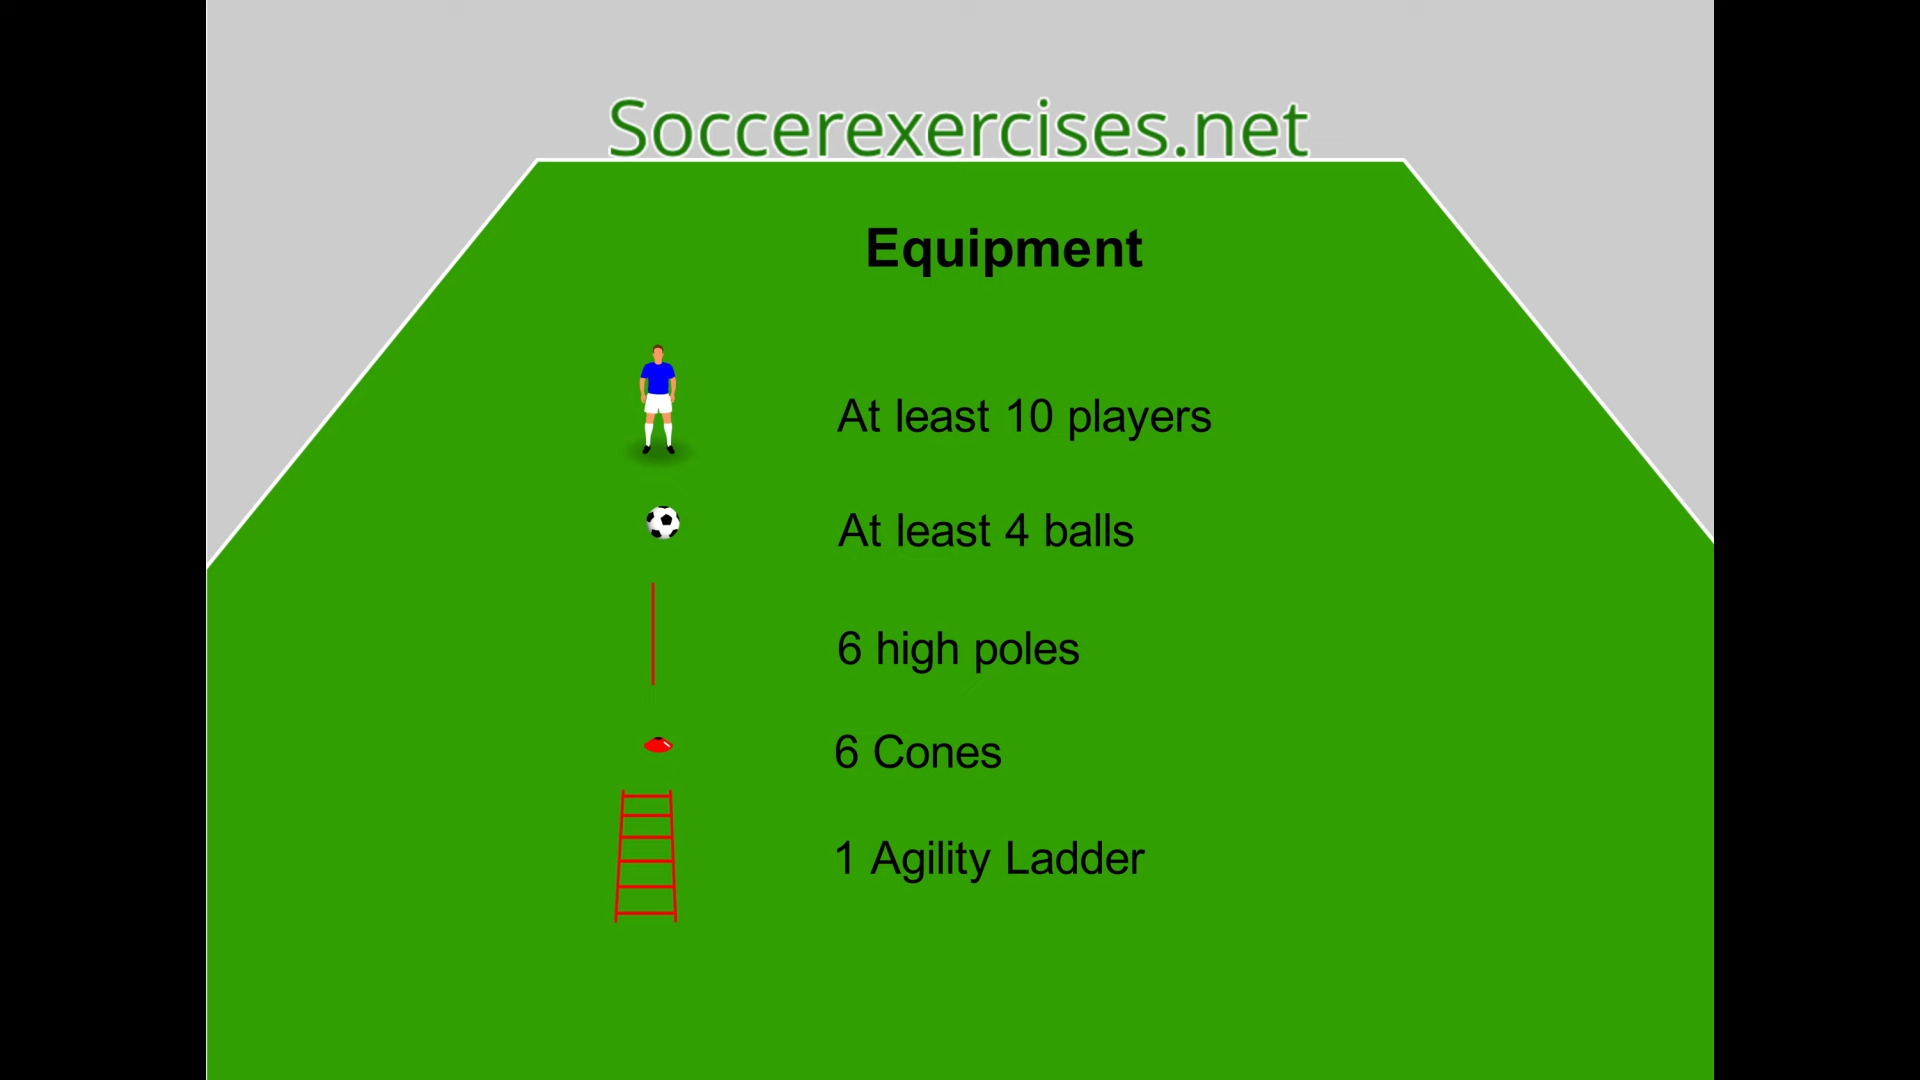 Soccerexercises.net
Equipment
At least 10 players
At least 4 balls
6 high poles
6 Cones
1 Agility Ladder